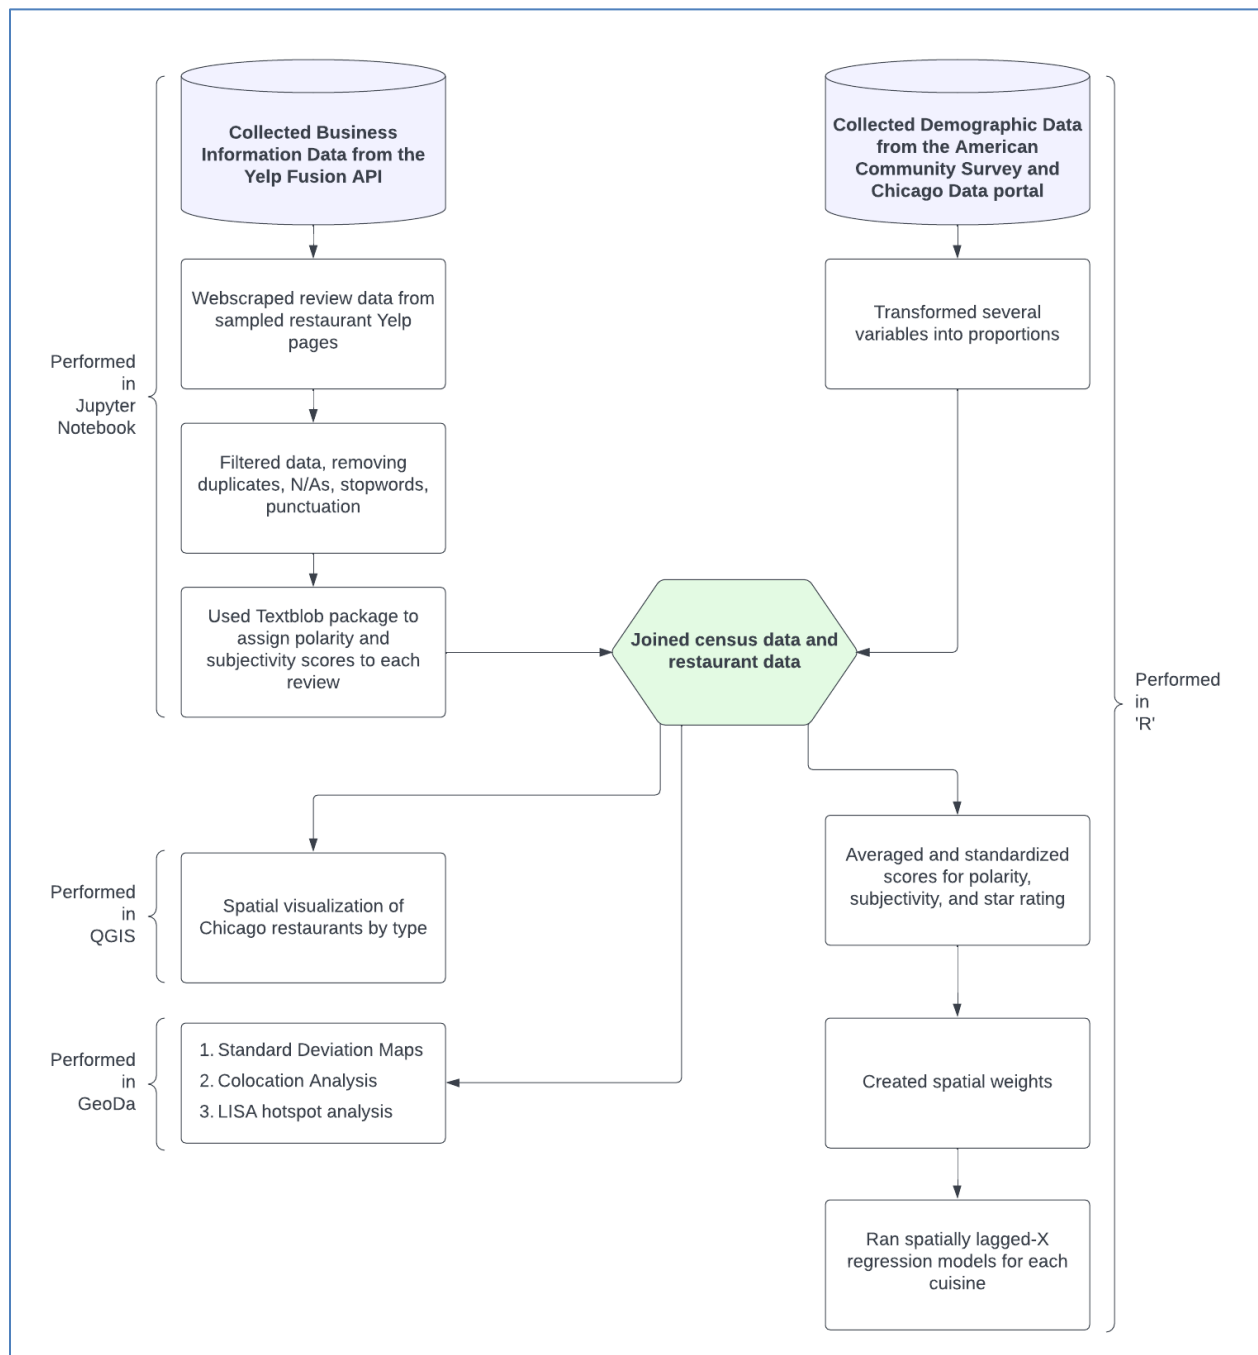 Collected Business
Information Data from the
Yelp Fusion API
Collected Demographic Data
from the American
Community Survey and
Chicago Data portal
Webscraped review data from
sampled restaurant Yelp
pages
Transformed several
variables into proportions
Performed
in
Jupyter
Notebook
Filtered data, removing
duplicates, N/As, stopwords,
punctuation
Used Textblob package to
assign polarity and
subjectivity scores to each
review
Joined census data and
restaurant data
Performed
in
'R'
Averaged and standardized
scores for polarity,
subjectivity, and star rating
Performed
in
QGIS
Spatial visualization of
Chicago restaurants by type
Performed
in
GeoDa
1. Standard Deviation Maps
2. Colocation Analysis
3. LISA hotspot analysis
Created spatial weights
Ran spatially lagged-X
regression models for each
cuisine